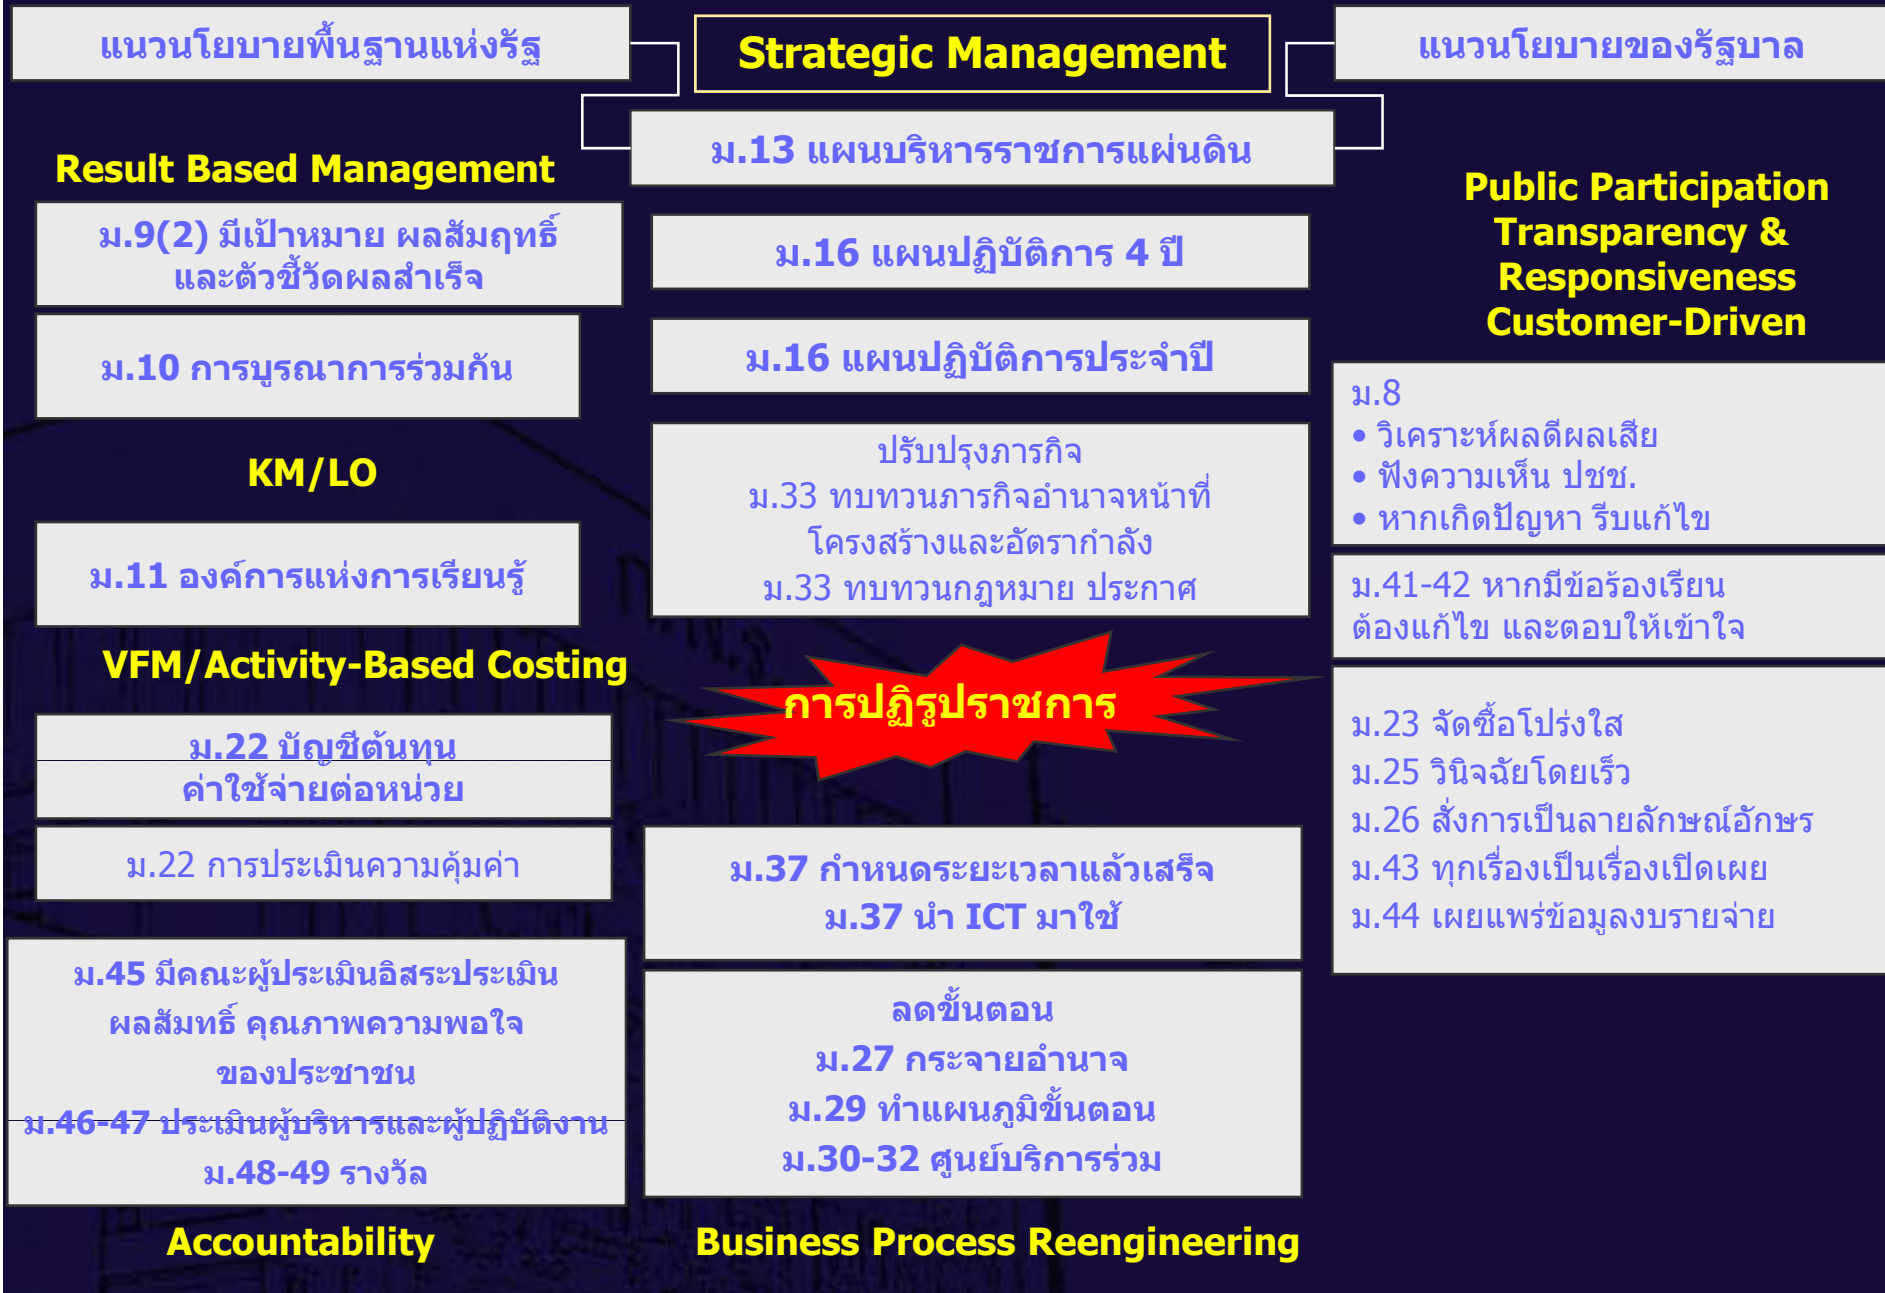 แนวนโยบายพื้นฐานแห่งรัฐ
Strategic Management
แนวนโยบายของรัฐบาล
ม.13 แผนบริหารราชการแผ่นดิน
Result Based Management
ม.9(2) มีเป้าหมาย ผลสัมฤทธิ์
และตัวชี้วัดผลสำเร็จ
ม.10 การบูรณาการร่วมกัน
KM/LO
ม.11 องค์การแห่งการเรียนรู้
VFM/Activity-Based Costing
ม.22 บัญชีต้นทุน
ค่าใช้จ่ายต่อหน่วย
ม.22 การประเมินความคุ้มค่า
ม.45 มีคณะผู้ประเมินอิสระประเมิน
ผลสัมทธิ์ คุณภาพความพอใจ
ของประชาชน
ม.46-47 ประเมินผู้บริหารและผู้ปฏิบัติงาน
ม.48-49 รางวัล
Accountability
ม.16 แผนปฏิบัติการ 4 ปี
ม.16 แผนปฏิบัติการประจำปี
ปรับปรุงภารกิจ
ม.33 ทบทวนภารกิจอำนาจหน้าที่
โครงสร้างและอัตรากำลัง
ม.33 ทบทวนกฎหมาย ประกาศ
การปฏิรูปราชการ
ม.37 กำหนดระยะเวลาแล้วเสร็จ
ม.37 นำ ICT มาใช้
ลดขั้นตอน
ม.27 กระจายอำนาจ
ม.29 ทำแผนภูมิขั้นตอน
ม.30-32 ศูนย์บริการร่วม
Business Process Reengineering
Public Participation
Transparency &
Responsiveness
Customer-Driven
ม.8
• วิเคราะห์ผลดีผลเสีย
• ฟังความเห็น ปชช.
• หากเกิดปัญหา รีบแก้ไข
ม.41-42 หากมีข้อร้องเรียน
ต้องแก้ไข และตอบให้เข้าใจ
ม.23 จัดซื้อโปร่งใส
ม.25 วินิจฉัยโดยเร็ว
ม.26 สั่งการเป็นลายลักษณ์อักษร
ม.43 ทุกเรื่องเป็นเรื่องเปิดเผย
ม.44 เผยแพร่ข้อมูลงบรายจ่าย